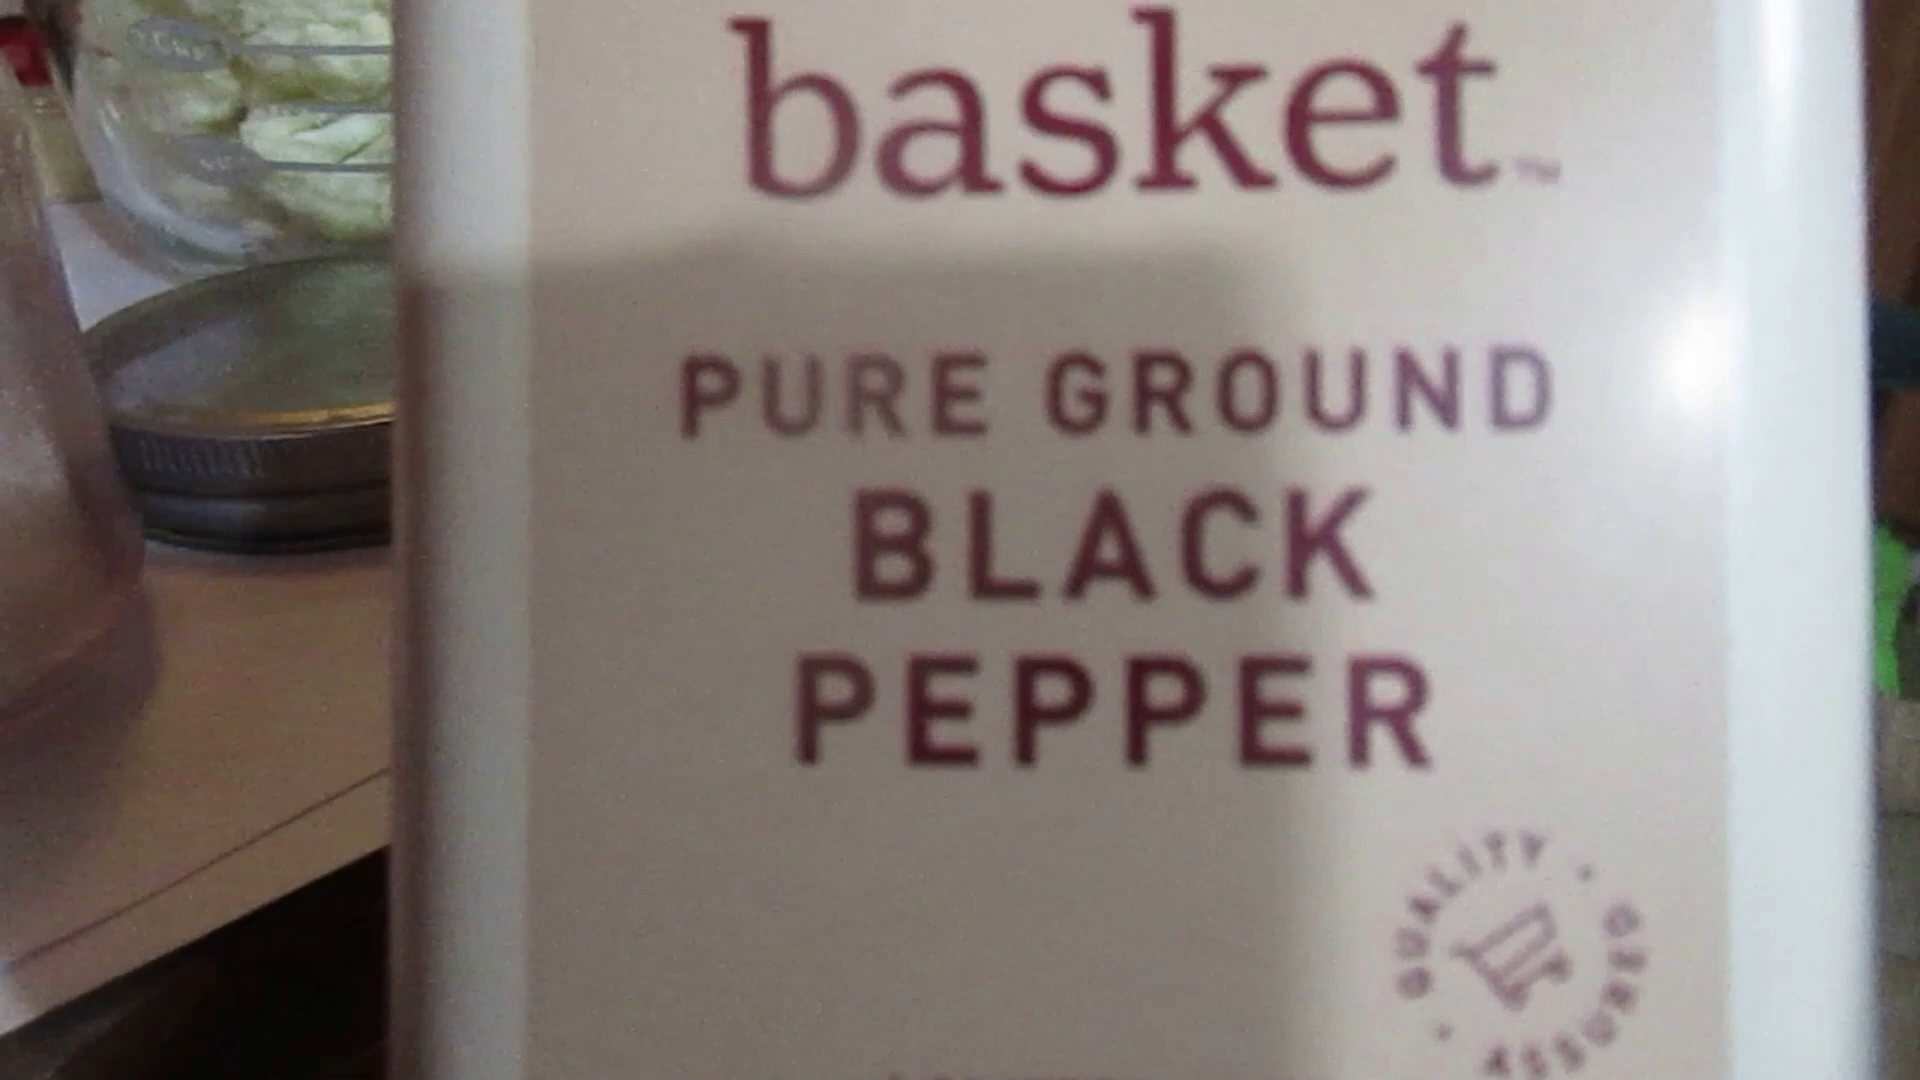 basket™
PURE GROUND
BLACK
PEPPER
QUALITY • ASSURED •